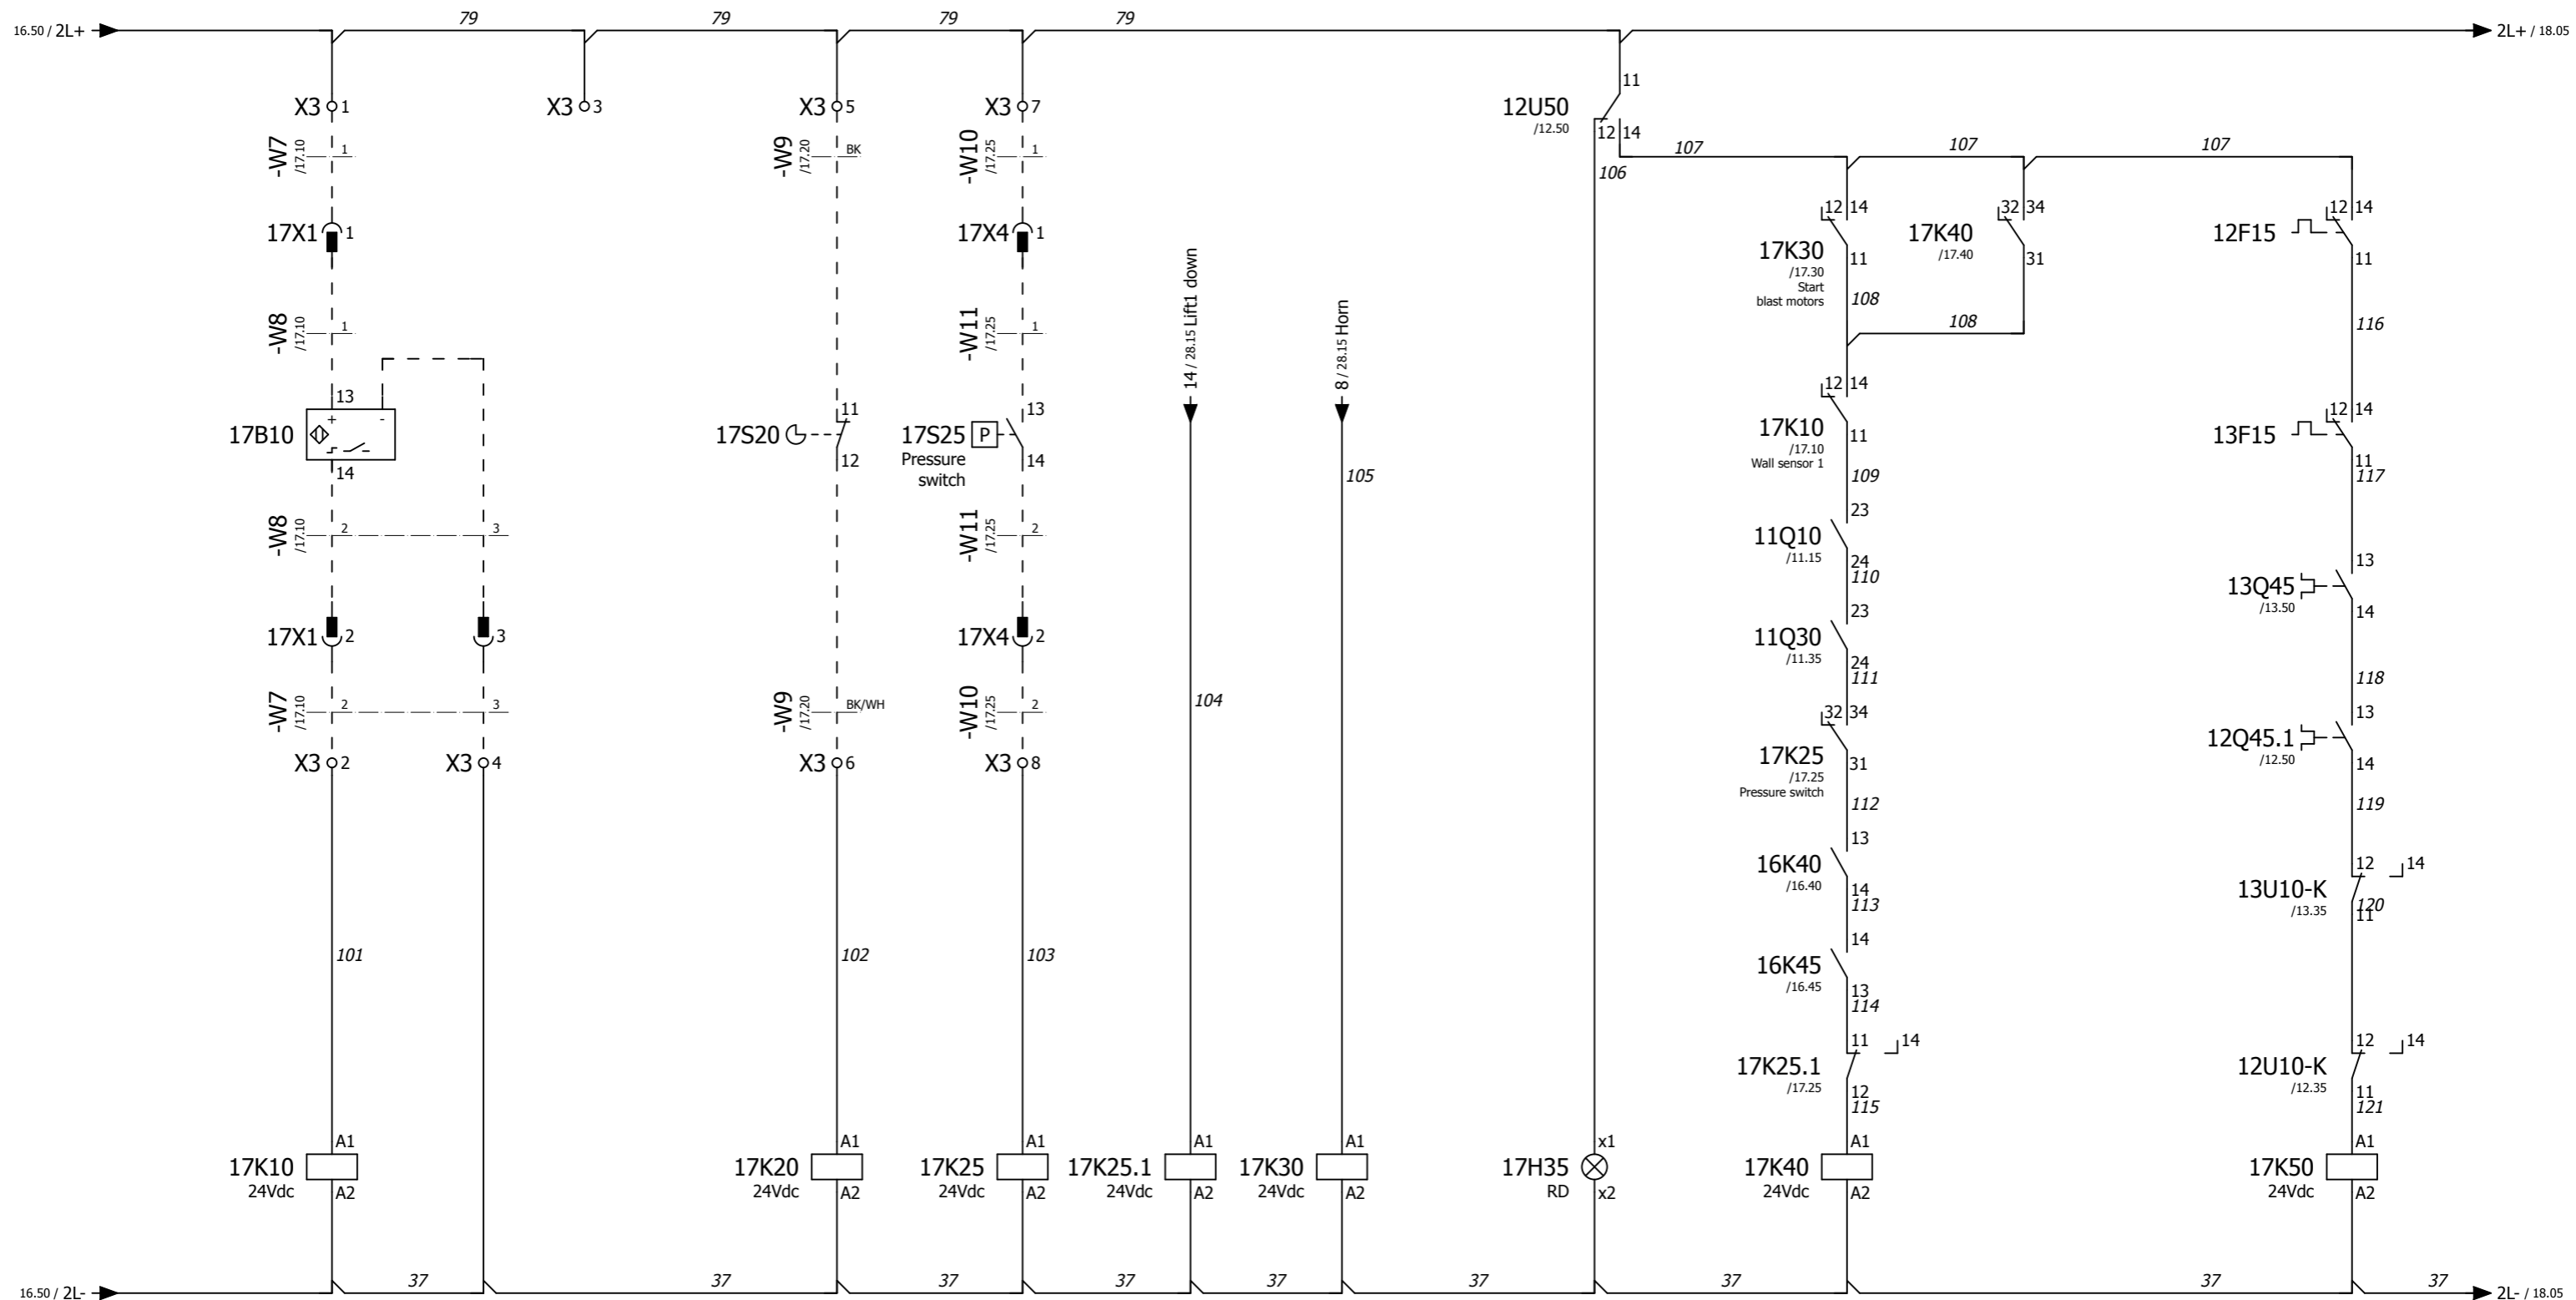 79 79 79 79
16.50 / 2L+ 2L+ / 18.05
11
X3 1 X3 3 X3 5 X3 7 12U50
/12.50
12 14
-W7 /17.10 1 -W9 /17.20 BK -W10 /17.25 1
107 107 107
106
12 14 32 34 12 14
17X1 1 17X4 1 17K40 12F15
/17.40
17K30 11 31 11
/17.30
Start
blast motors
108
14 / 28.15 Lift1 down
8 / 28.15 Horn
-W8 /17.10 1 -W11 /17.25 1 108 116
12 14 12 14
13 11 13
17B10 + - 17S20 17S25 P 17K10 11 13F15 11
/17.10
Wall sensor 1
14 12 14
Pressure
switch
105 109 117
23
-W8 /17.10 2 3 -W11 /17.25 2 11Q10
/11.15
24
110
13
13Q45
/13.50
14
23
17X1 2 3 17X4 2 11Q30
/11.35
24
111
118
-W7 /17.10 2 3 -W9 /17.20 BK/WH -W10 /17.25 2 104 32 34 13
12Q45.1
/12.50
14
X3 2 X3 4 X3 6 X3 8 17K25 31
/17.25
Pressure switch
112 119
13
16K40
/16.40
14
113
12 14
13U10-K
/13.35
120
11
101 102 103
14
16K45
/16.45
13
114
11 14 12 14
17K25.1 12U10-K
/17.25 /12.35
12 11
115 121
A1 A1 A1 A1 A1 x1 A1 A1
17K10 17K20 17K25 17K25.1 17K30 17H35 17K40 17K50
24Vdc 24Vdc 24Vdc 24Vdc 24Vdc RD 24Vdc 24Vdc
A2 A2 A2 A2 A2 x2 A2 A2
37 37 37 37 37 37 37 37 37
16.50 / 2L- 2L- / 18.05